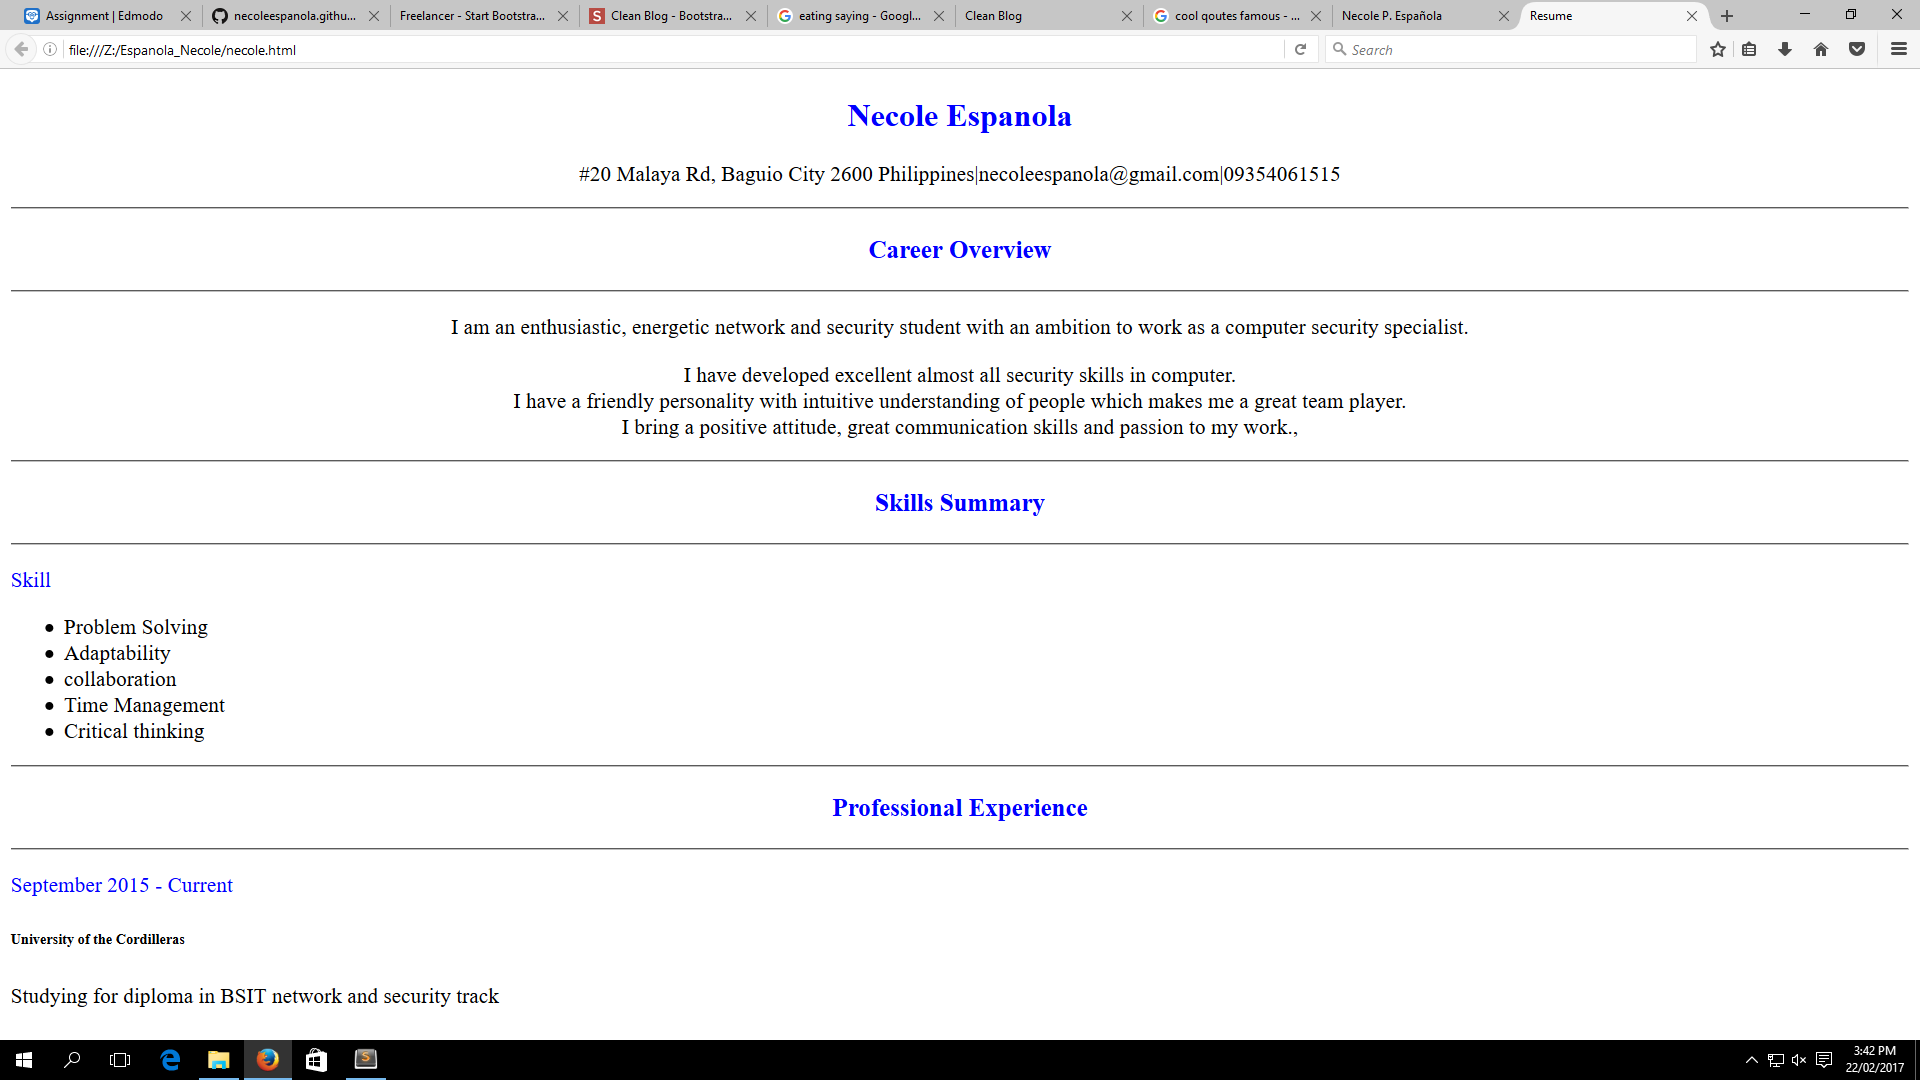 Assignment | Edmodo
necoleespanola.githu...
Freelancer - Start Bootstra...
Clean Blog - Bootstra...
eating saying - Googl...
Clean Blog
cool qoutes famous - ...
Necole P. Española
Resume
file:///Z:/Espanola_Necole/necole.html
Search
Necole Espanola
#20 Malaya Rd, Baguio City 2600 Philippines|necoleespanola@gmail.com|09354061515
Career Overview
I am an enthusiastic, energetic network and security student with an ambition to work as a computer security specialist.
I have developed excellent almost all security skills in computer.
I have a friendly personality with intuitive understanding of people which makes me a great team player.
I bring a positive attitude, great communication skills and passion to my work.,
Skills Summary
Skill
Problem Solving
Adaptability
collaboration
Time Management
Critical thinking
Professional Experience
September 2015 - Current
University of the Cordilleras
Studying for diploma in BSIT network and security track
3:42 PM
22/02/2017